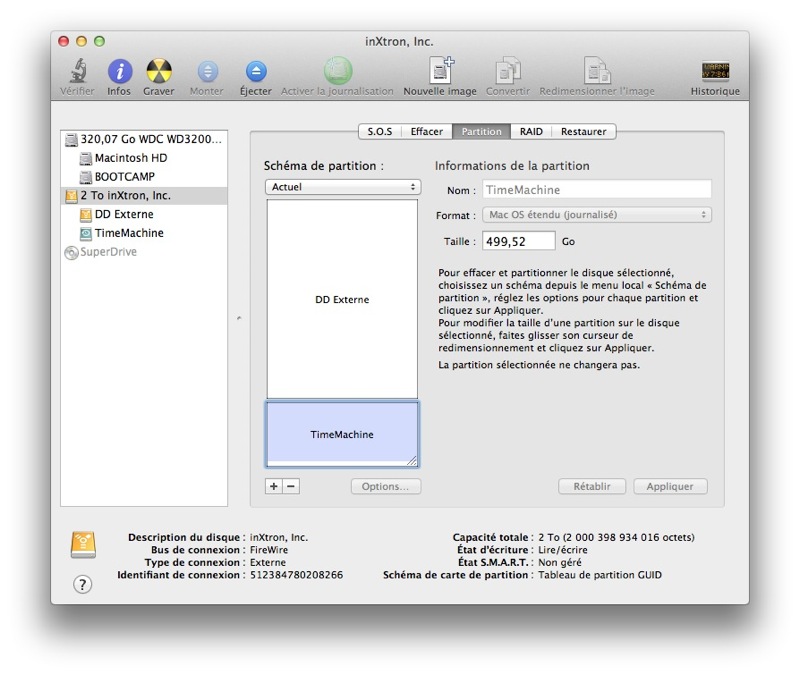 inXtron, Inc.
Vérifier Infos Graver Monter Éjecter Activer la journalisation Nouvelle image Convertir Redimensionner l'image Historique
320,07 Go WDC WD3200...
Macintosh HD
BOOTCAMP
2 To inXtron, Inc.
DD Externe
TimeMachine
SuperDrive
S.O.S Effacer Partition RAID Restaurer
Schéma de partition :
Actuel
DD Externe
TimeMachine
+ −
Options...
Informations de la partition
Nom : TimeMachine
Format : Mac OS étendu (journalisé)
Taille : 499,52 Go
Pour effacer et partitionner le disque sélectionné,
choisissez un schéma depuis le menu local « Schéma de
partition », réglez les options pour chaque partition et
cliquez sur Appliquer.
Pour modifier la taille d'une partition sur le disque
sélectionné, faites glisser son curseur de
redimensionnement et cliquez sur Appliquer.
La partition sélectionnée ne changera pas.
Rétablir Appliquer
Description du disque : inXtron, Inc.
Bus de connexion : FireWire
Type de connexion : Externe
Identifiant de connexion : 512384780208266
Capacité totale : 2 To (2 000 398 934 016 octets)
État d'écriture : Lire/écrire
État S.M.A.R.T. : Non géré
Schéma de carte de partition : Tableau de partition GUID
?